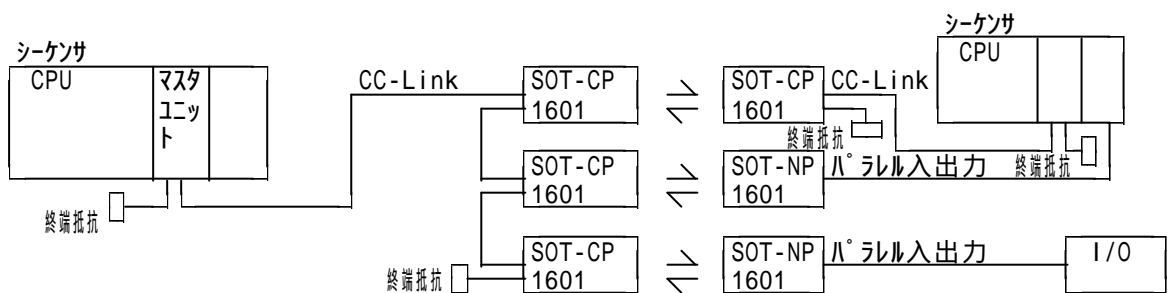 シーケンサ
CPU
マスタ
ユニッ
ト
終端抵抗
CC-Link
SOT-CP
1601
SOT-CP
1601
CC-Link
終端抵抗
シーケンサ
CPU
終端抵抗
SOT-CP
1601
SOT-NP
1601
パラレル入出力
SOT-CP
1601
終端抵抗
SOT-NP
1601
パラレル入出力
I/O